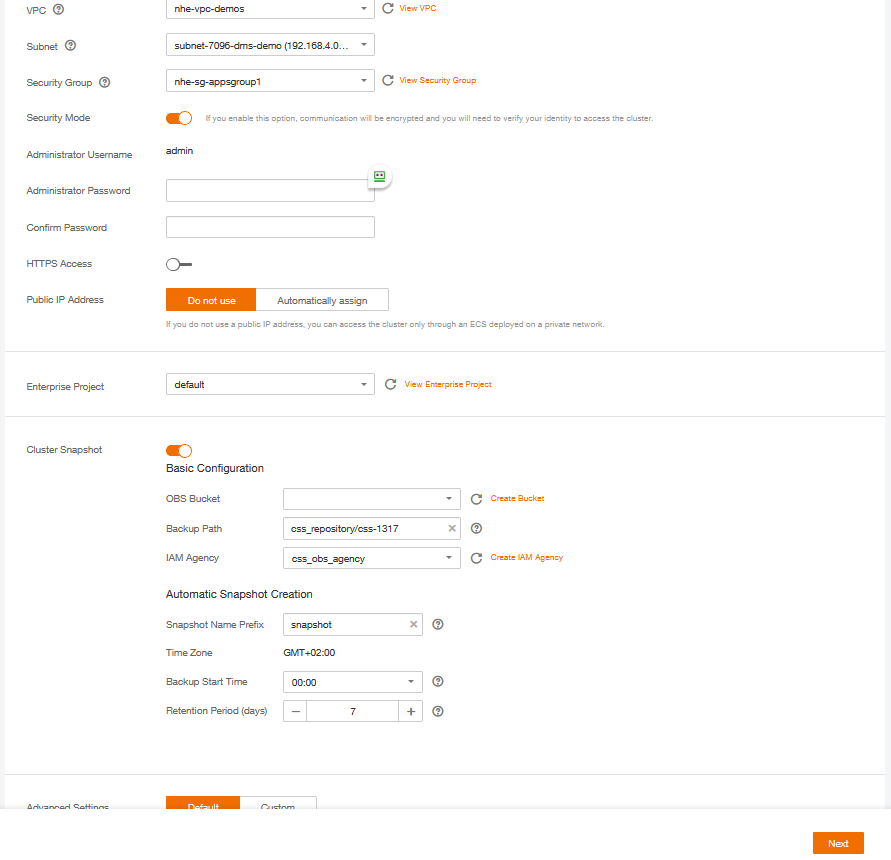 VPC
nhe-vpc-demos
View VPC
Subnet
subnet-7096-dms-demo (192.168.4.0...
Security Group
nhe-sg-appsgroup1
View Security Group
Security Mode
If you enable this option, communication will be encrypted and you will need to verify your identity to access the cluster.
Administrator Username
admin
Administrator Password
Confirm Password
HTTPS Access
Public IP Address
Do not use
Automatically assign
If you do not use a public IP address, you can access the cluster only through an ECS deployed on a private network.
Enterprise Project
default
View Enterprise Project
Cluster Snapshot
Basic Configuration
OBS Bucket
Create Bucket
Backup Path
css_repository/css-1317
IAM Agency
css_obs_agency
Create IAM Agency
Automatic Snapshot Creation
Snapshot Name Prefix
snapshot
Time Zone
GMT+02:00
Backup Start Time
00:00
Retention Period (days)
7
Advanced Settings
Default
Custom
Next